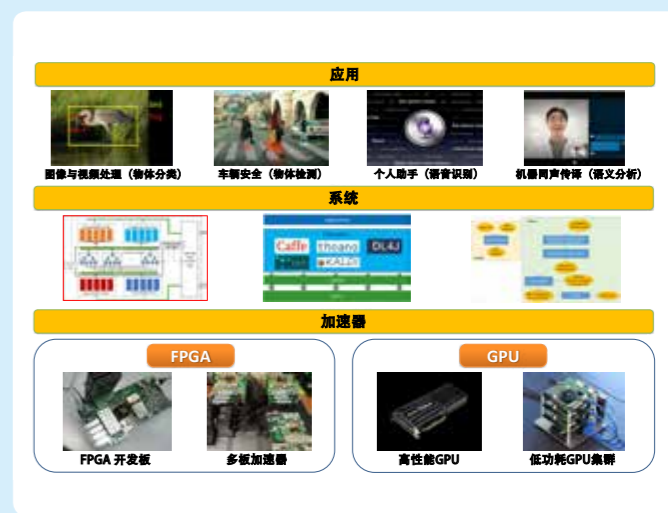 应用
图像与视频处理（物体分类）
车辆安全（物体检测）
个人助手（语音识别）
机器同声传译（语义分析）
系统
Caffe
theano
DL4J
KALDI
加速器
FPGA
GPU
FPGA 开发板
多板加速器
高性能GPU
低功耗GPU集群